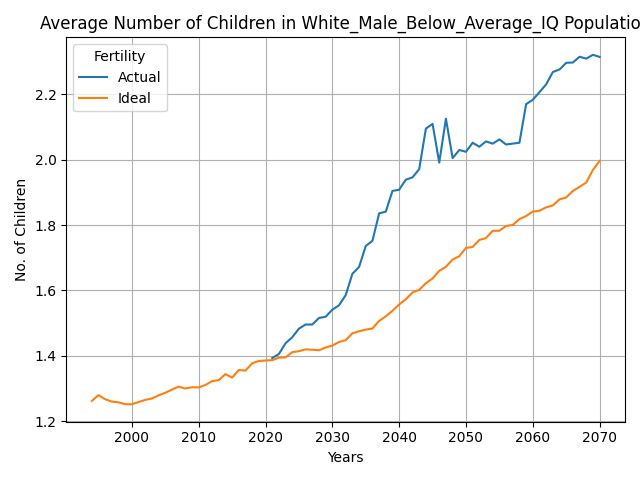 Average Number of Children in White_Male_Below_Average_IQ Populatio
Fertility
Actual
Ideal
No. of Children
2.2
2.0
1.8
1.6
1.4
1.2
2000 2010 2020 2030 2040 2050 2060 2070
Years